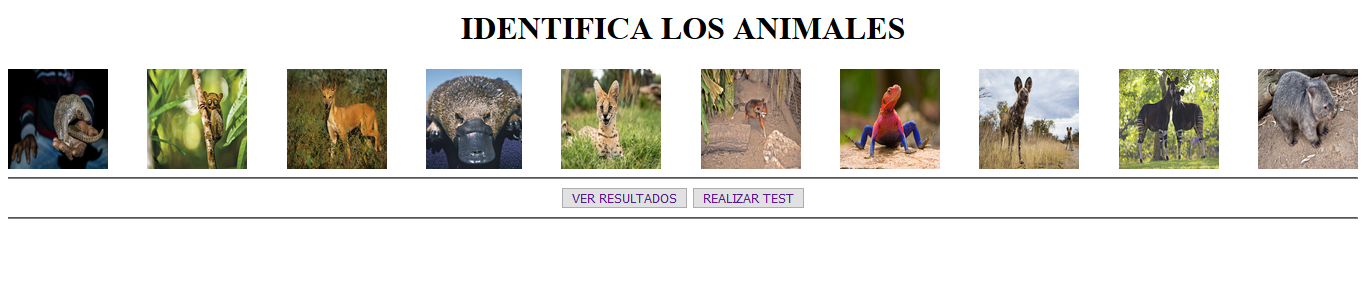 IDENTIFICA LOS ANIMALES
VER RESULTADOS REALIZAR TEST